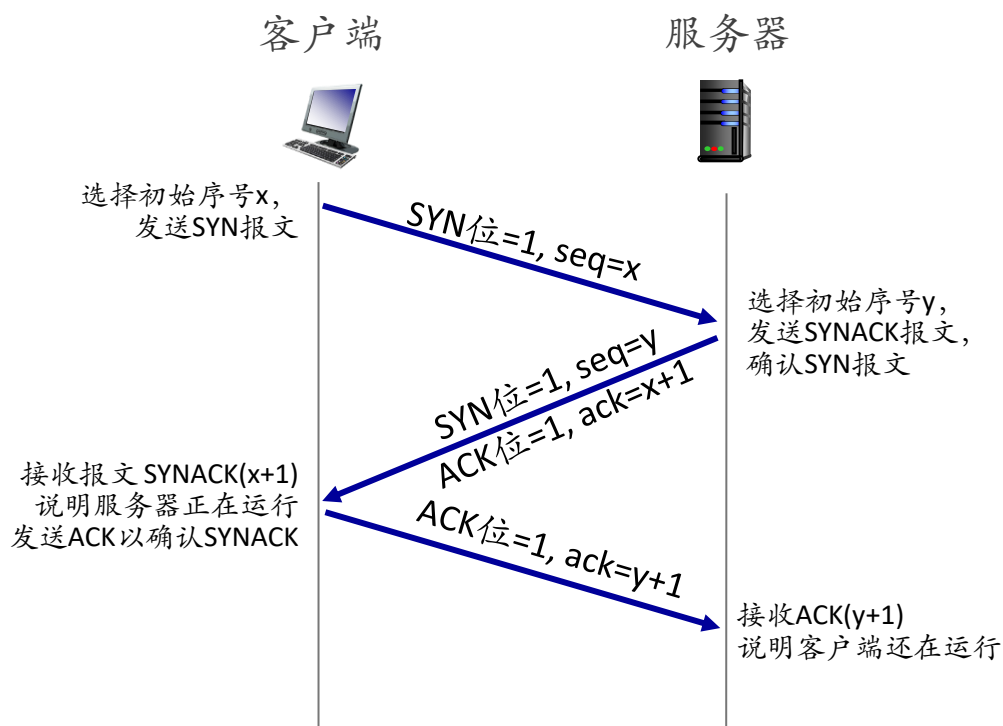 客户端
服务器
选择初始序号x，
发送SYN报文
SYN位=1, seq=x
选择初始序号y，
发送SYNACK报文，
确认SYN报文
SYN位=1, seq=y
ACK位=1, ack=x+1
接收报文 SYNACK(x+1)
说明服务器正在运行
发送ACK以确认SYNACK
ACK位=1, ack=y+1
接收ACK(y+1)
说明客户端还在运行